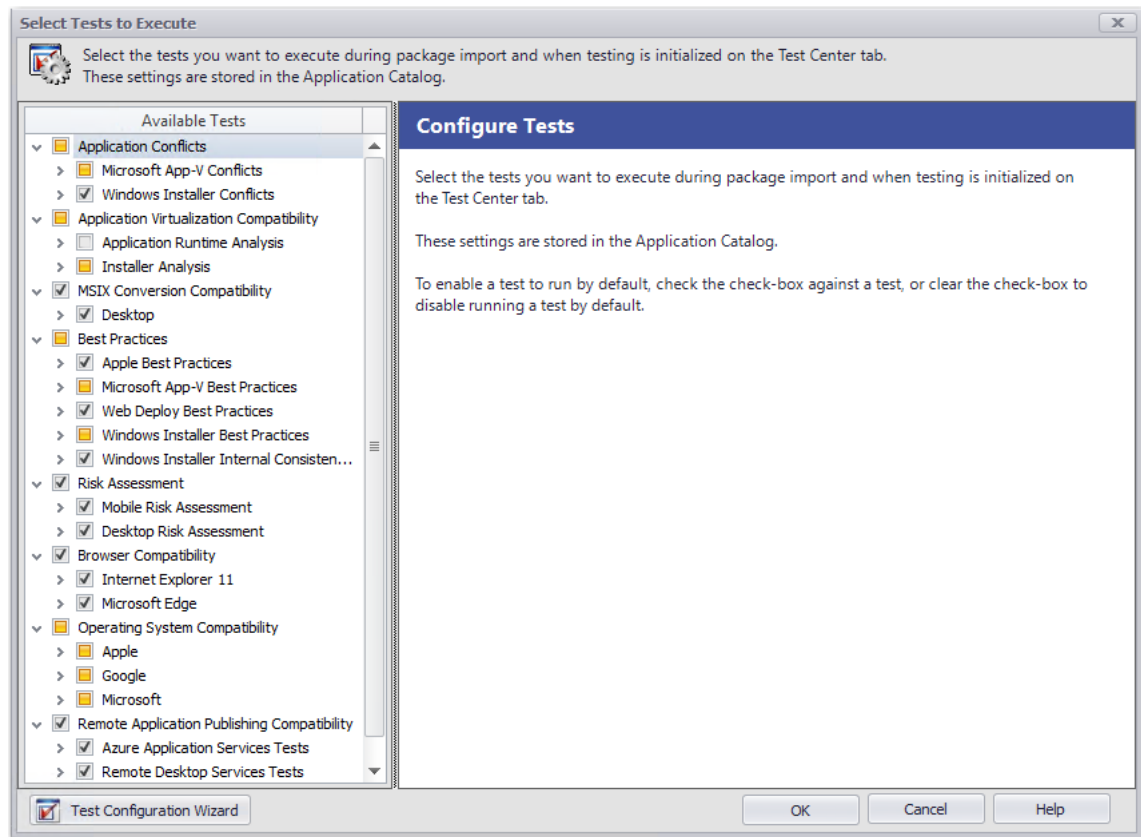 Select Tests to Execute
Select the tests you want to execute during package import and when testing is initialized on the Test Center tab.
These settings are stored in the Application Catalog.
Available Tests
Application Conflicts
Microsoft App-V Conflicts
Windows Installer Conflicts
Application Virtualization Compatibility
Application Runtime Analysis
Installer Analysis
MSIX Conversion Compatibility
Desktop
Best Practices
Apple Best Practices
Microsoft App-V Best Practices
Web Deploy Best Practices
Windows Installer Best Practices
Windows Installer Internal Consisten...
Risk Assessment
Mobile Risk Assessment
Desktop Risk Assessment
Browser Compatibility
Internet Explorer 11
Microsoft Edge
Operating System Compatibility
Apple
Google
Microsoft
Remote Application Publishing Compatibility
Azure Application Services Tests
Remote Desktop Services Tests
Configure Tests
Select the tests you want to execute during package import and when testing is initialized on
the Test Center tab.
These settings are stored in the Application Catalog.
To enable a test to run by default, check the check-box against a test, or clear the check-box to
disable running a test by default.
Test Configuration Wizard
OK
Cancel
Help